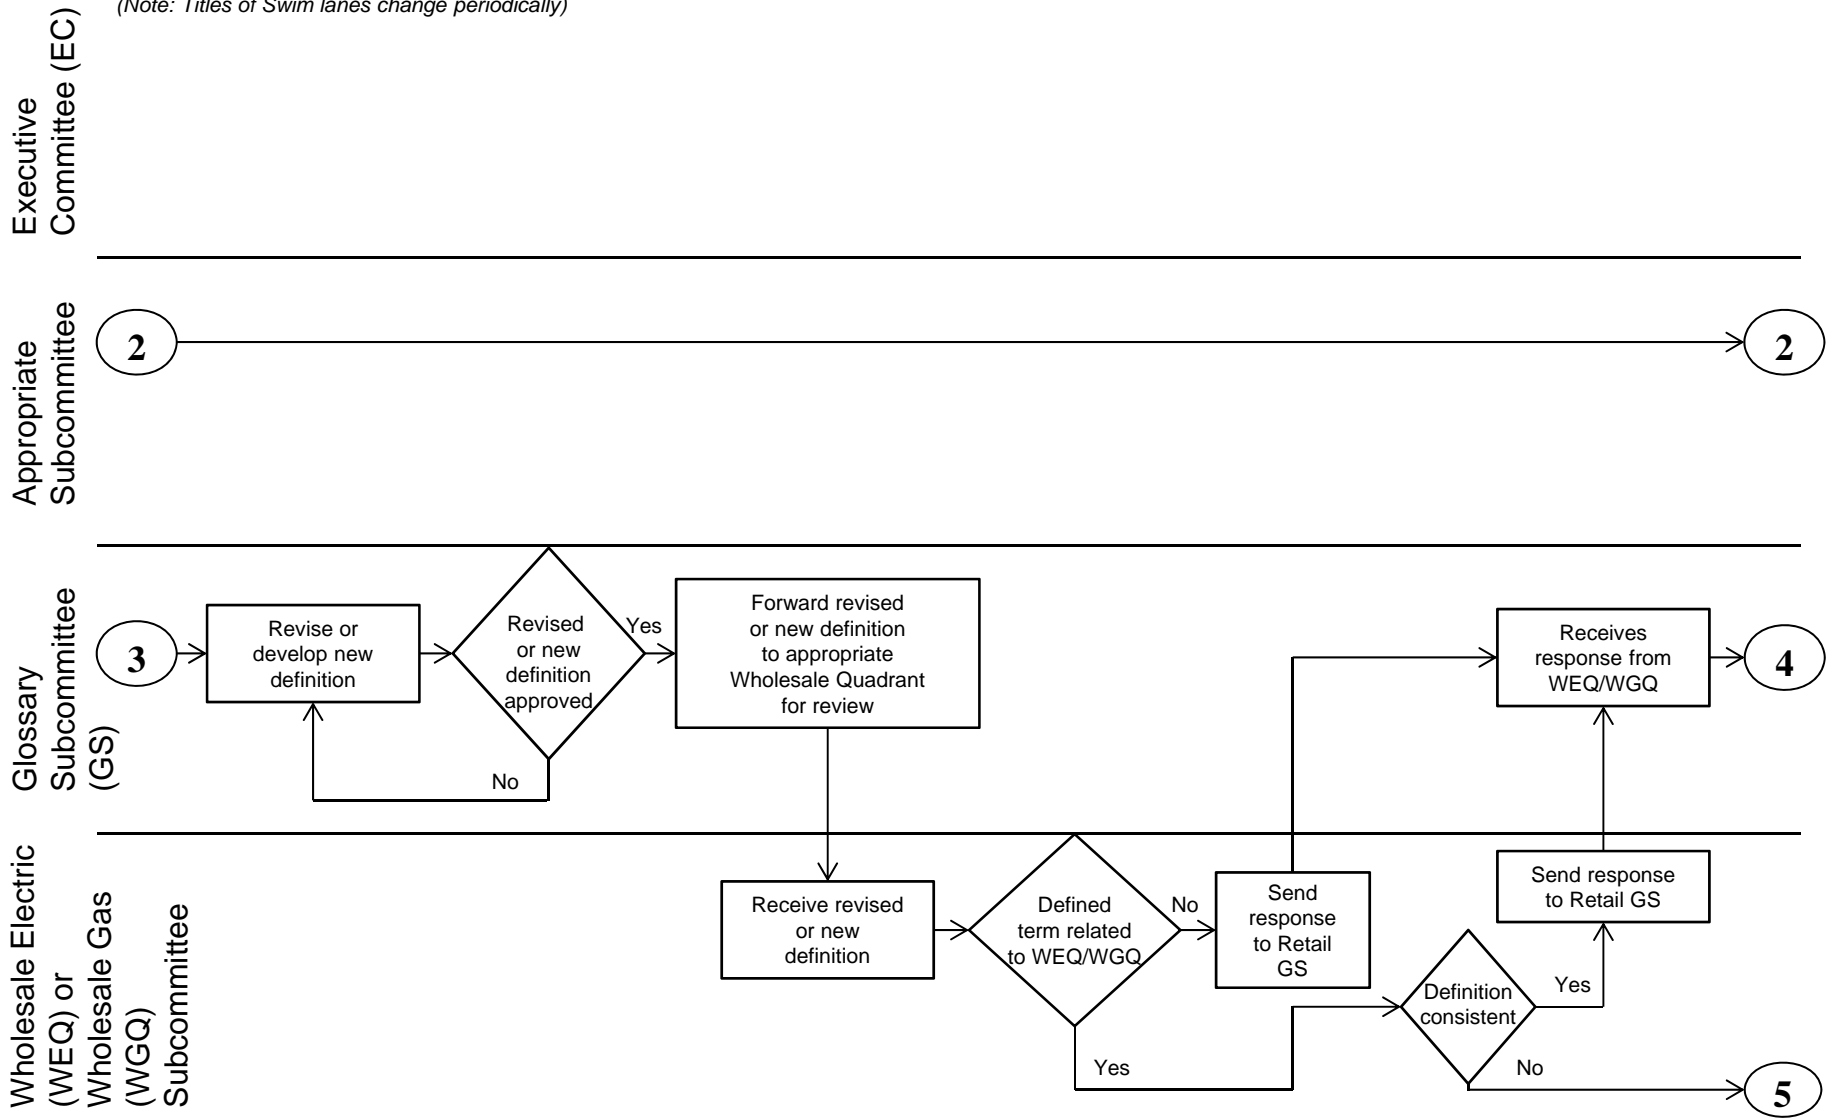 (Note: Titles of Swim lanes change periodically)
Executive
Committee (EC)
Appropriate
Subcommittee
2
2
Glossary
Subcommittee
(GS)
3
Revise or
develop new
definition
Revised
or new
definition
approved
Yes
No
Forward revised
or new definition
to appropriate
Wholesale Quadrant
for review
Receives
response from
WEQ/WGQ
4
Wholesale Electric
(WEQ) or
Wholesale Gas
(WGQ)
Subcommittee
Receive revised
or new
definition
Defined
term related
to WEQ/WGQ
No
Yes
Send
response
to Retail
GS
Definition
consistent
Yes
No
Send response
to Retail GS
5